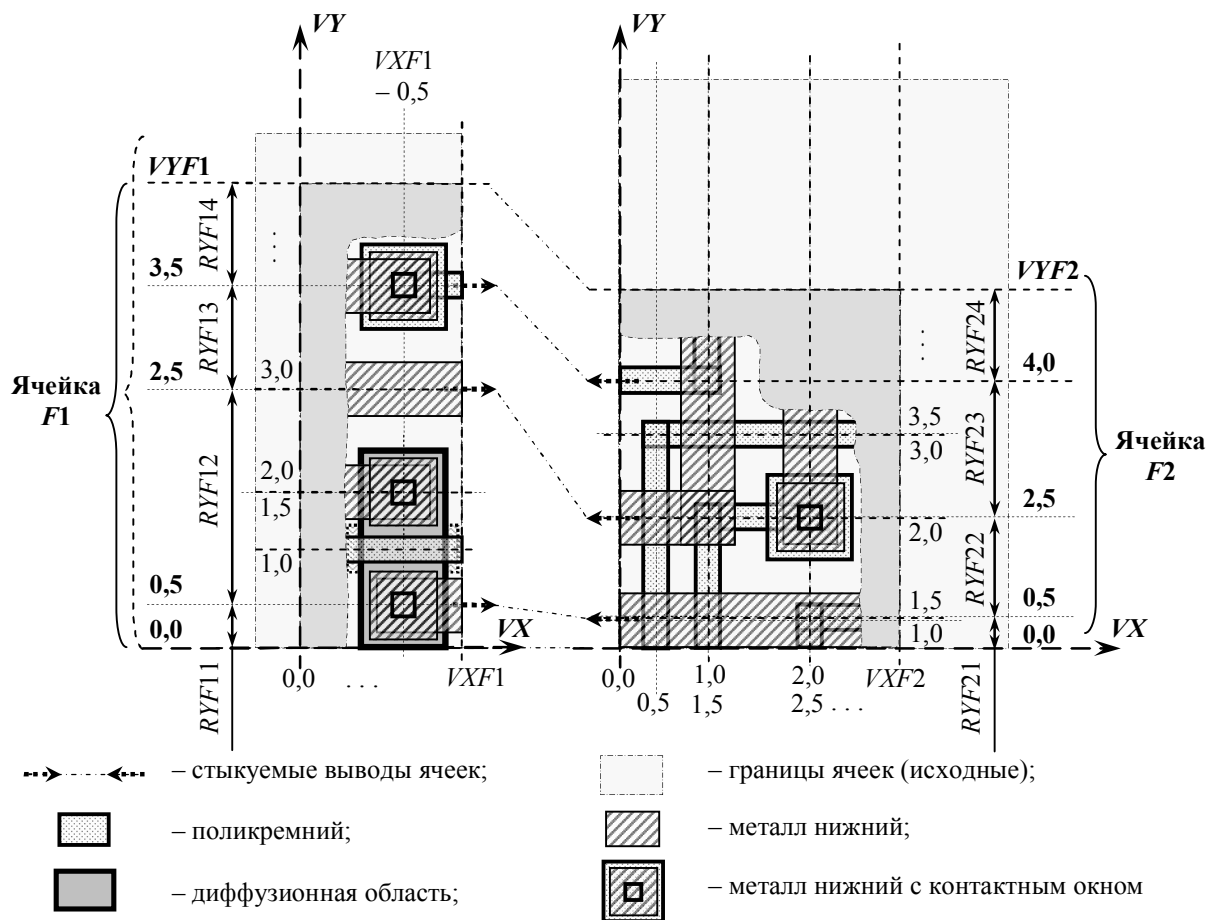 VY
VXF1
– 0,5
VY
VYF1
RYF14
3,5
RYF13
2,5
3,0
Ячейка
F1
RYF12
2,0
1,5
1,0
0,5
0,0
RYF11
0,0
. . .
VXF1
VX
. . .
VYF2
RYF24
4,0
. . .
3,5
3,0
RYF23
Ячейка
F2
2,5
2,0
RYF22
1,5
0,5
1,0
0,0
VX
RYF21
0,0
0,5
1,0
1,5
2,0
2,5 . . .
VXF2
– стыкуемые выводы ячеек;
– границы ячеек (исходные);
– поликремний;
– металл нижний;
– диффузионная область;
– металл нижний с контактным окном